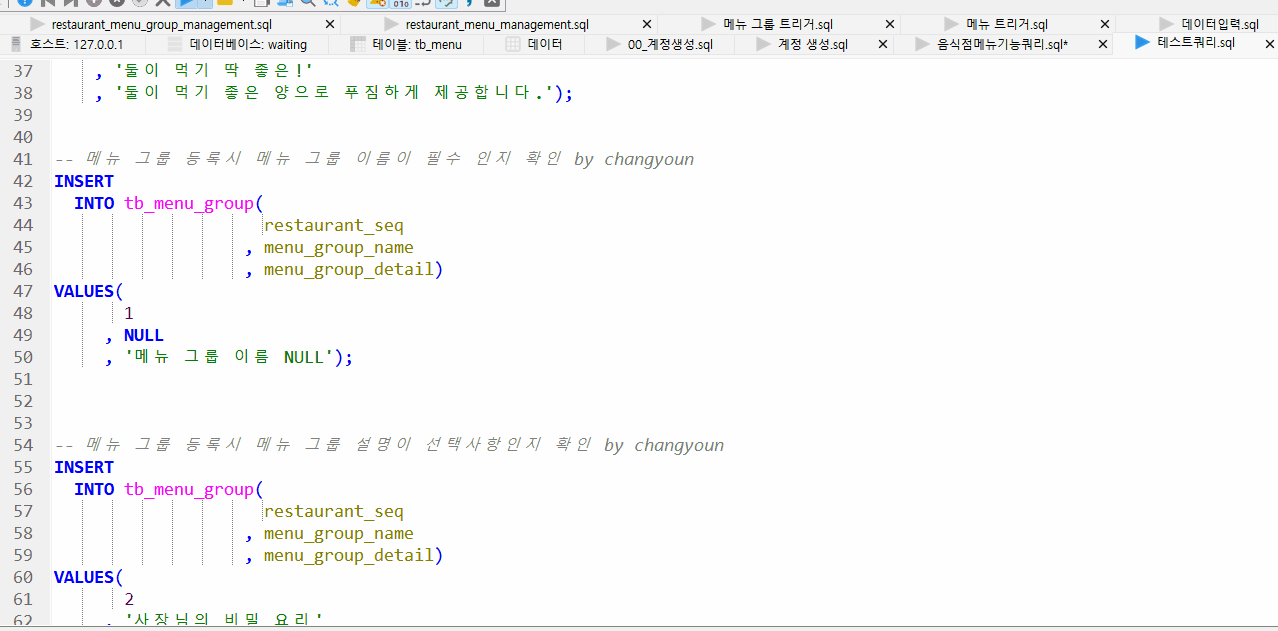 restaurant_menu_group_management.sql restaurant_menu_management.sql 메뉴 그룹 트리거.sql 메뉴 트리거.sql 데이터입력.sql
호스트: 127.0.0.1 데이터베이스: waiting 테이블: tb_menu 데이터 00_계정생성.sql 계정 생성.sql 음식점메뉴기능쿼리.sql* 테스트쿼리.sql
37 , '둘이 먹기 딱 좋은!'
38 , '둘이 먹기 좋은 양으로 푸짐하게 제공합니다.');
39
40
41 -- 메뉴 그룹 등록시 메뉴 그룹 이름이 필수 인지 확인 by changyoun
42 INSERT
43 INTO tb_menu_group(
44 restaurant_seq
45 , menu_group_name
46 , menu_group_detail)
47 VALUES(
48 1
49 , NULL
50 , '메뉴 그룹 이름 NULL');
51
52
53
54 -- 메뉴 그룹 등록시 메뉴 그룹 설명이 선택사항인지 확인 by changyoun
55 INSERT
56 INTO tb_menu_group(
57 restaurant_seq
58 , menu_group_name
59 , menu_group_detail)
60 VALUES(
61 2
62 , '사장님의 비밀 요리'